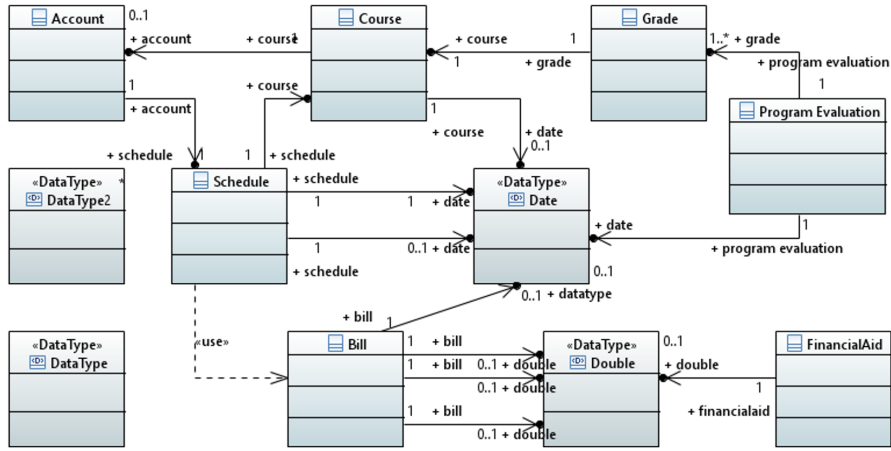 Account
0..1
Course
Grade
+ account
+ course
1
+ course
1
1..*
+ grade
1
+ grade
+ program evaluation
1
+ course
1
+ account
1
+ course
+ date
0..1
1
Program Evaluation
+ schedule
1
1
+ schedule
«DataType»
DataType2
*
Schedule
+ schedule
1
1
+ date
«DataType»
Date
+ date
1
+ program evaluation
1
0..1
+ date
+ schedule
0..1
0..1
+ datatype
+ bill
1
«use»
«DataType»
DataType
Bill
1
+ bill
0..1
+ double
1
+ bill
0..1
+ double
1
+ bill
0..1
+ double
«DataType»
Double
0..1
+ double
1
+ financialaid
FinancialAid